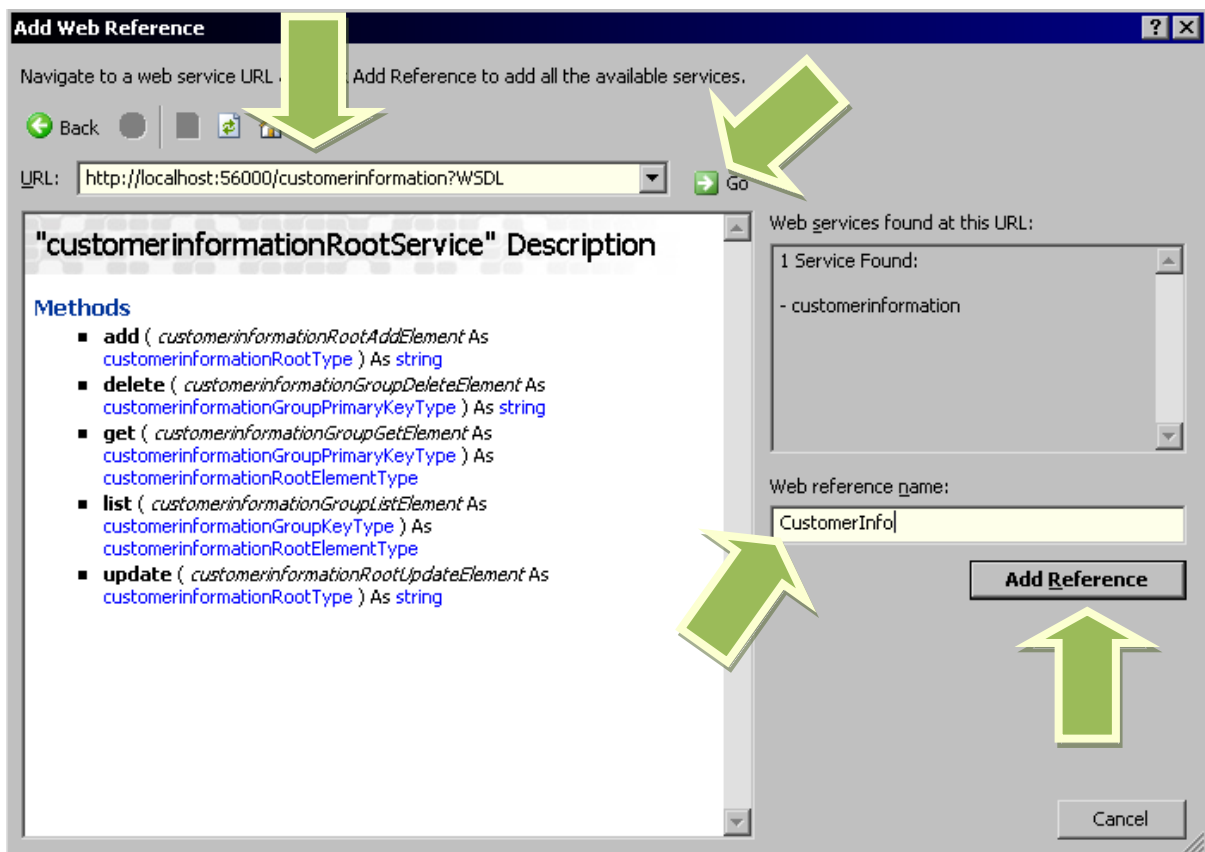 Add Web Reference
Navigate to a web service URL Add Reference to add all the available services.
Back
URL: http://localhost:56000/customerinformation?WSDL Go
"customerinformationRootService" Description
Methods
add ( customerinformationRootAddElement As
customerinformationRootType ) As string
delete ( customerinformationGroupDeleteElement As
customerinformationGroupPrimaryKeyType ) As string
get ( customerinformationGroupGetElement As
customerinformationGroupPrimaryKeyType ) As
customerinformationRootElementType
list ( customerinformationGroupListElement As
customerinformationGroupKeyType ) As
customerinformationRootElementType
update ( customerinformationRootUpdateElement As
customerinformationRootType ) As string
Web services found at this URL:
1 Service Found:
- customerinformation
Web reference name:
CustomerInfo
Add Reference
Cancel